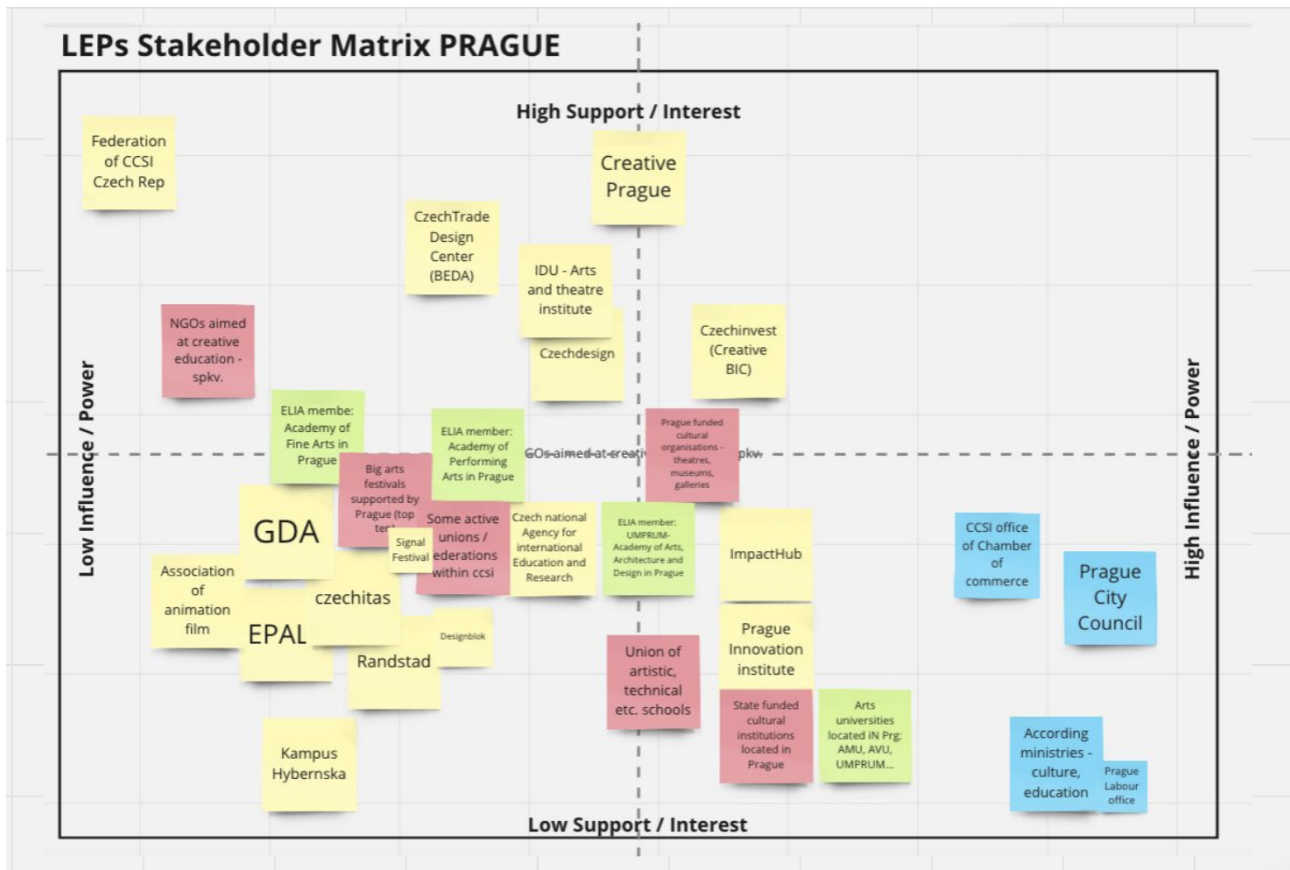 LEPs Stakeholder Matrix PRAGUE
High Support / Interest
Federation
of CCSI
Czech Rep
Creative
Prague
CzechTrade
Design
Center
(BEDA)
IDU - Arts
and theatre
institute
Czechdesign
Czechinvest
(Creative
BIC)
NGOs aimed
at creative
education -
spkv.
Low Influence / Power
High Influence / Power
ELIA membe:
Academy of
Fine Arts in
Prague
ELIA member:
Academy of
Performing
Arts in Prague
GOs aimed at creativ
pkv.
Prague funded
cultural
organisations -
theatres,
museums,
galleries
Big arts
festivals
supported by
Prague (top
ten)
GDA
Signal
Festival
Some active
unions /
federations
within ccsi
Czech national
Agency for
international
Education and
Research
ELIA member:
UMPRUM-
Academy of Arts,
Architecture and
Design in Prague
ImpactHub
CCSI office
of Chamber
of
commerce
Prague
City
Council
Association
of
animation
film
czechitas
EPAL
Randstad
Designblok
Union of
artistic,
technical
etc. schools
Prague
Innovation
institute
State funded
cultural
institutions
located in
Prague
Arts
universities
located iN Prg:
AMU, AVU,
UMPRUM...
According
ministries -
culture,
education
Prague
Labour
office
Kampus
Hybernska
Low Support / Interest